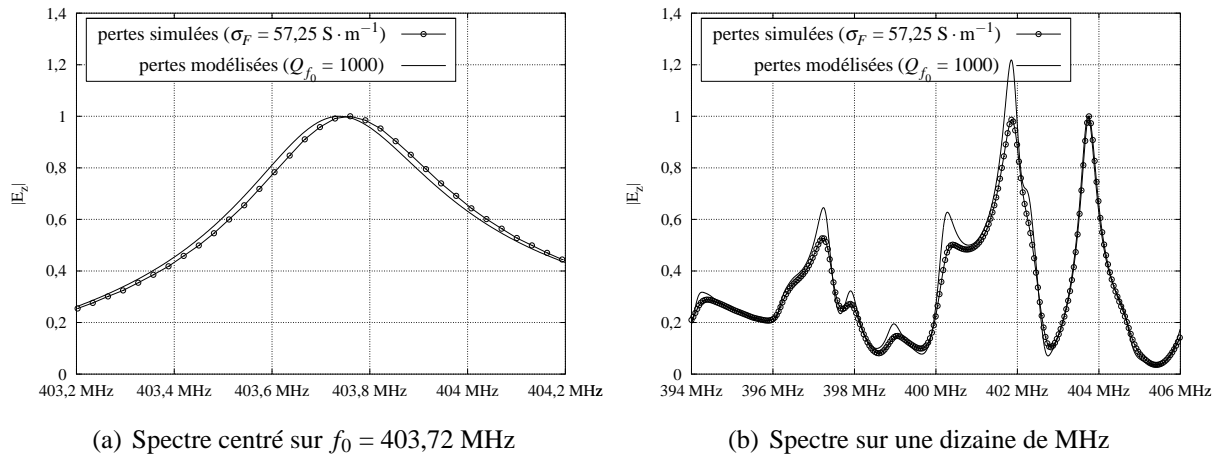 1,4
1,2
1
0,8
0,6
0,4
0,2
0
|E_z|
pertes simulées (σ_F = 57,25 S · m⁻¹)
pertes modélisées (Q_{f_0} = 1000)
403,2 MHz 403,4 MHz 403,6 MHz 403,8 MHz 404 MHz 404,2 MHz
(a) Spectre centré sur f_0 = 403,72 MHz
1,4
1,2
1
0,8
0,6
0,4
0,2
0
|E_z|
pertes simulées (σ_F = 57,25 S · m⁻¹)
pertes modélisées (Q_{f_0} = 1000)
394 MHz 396 MHz 398 MHz 400 MHz 402 MHz 404 MHz 406 MHz
(b) Spectre sur une dizaine de MHz